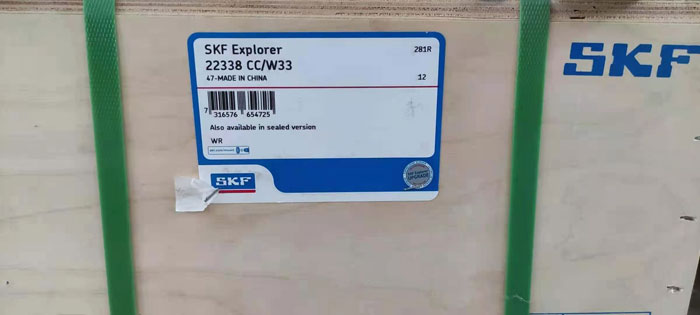 SKF Explorer
281R
22338 CC/W33
47-MADE IN CHINA
12
7 316576 654725
Also available in sealed version
WR
SKF
SKF